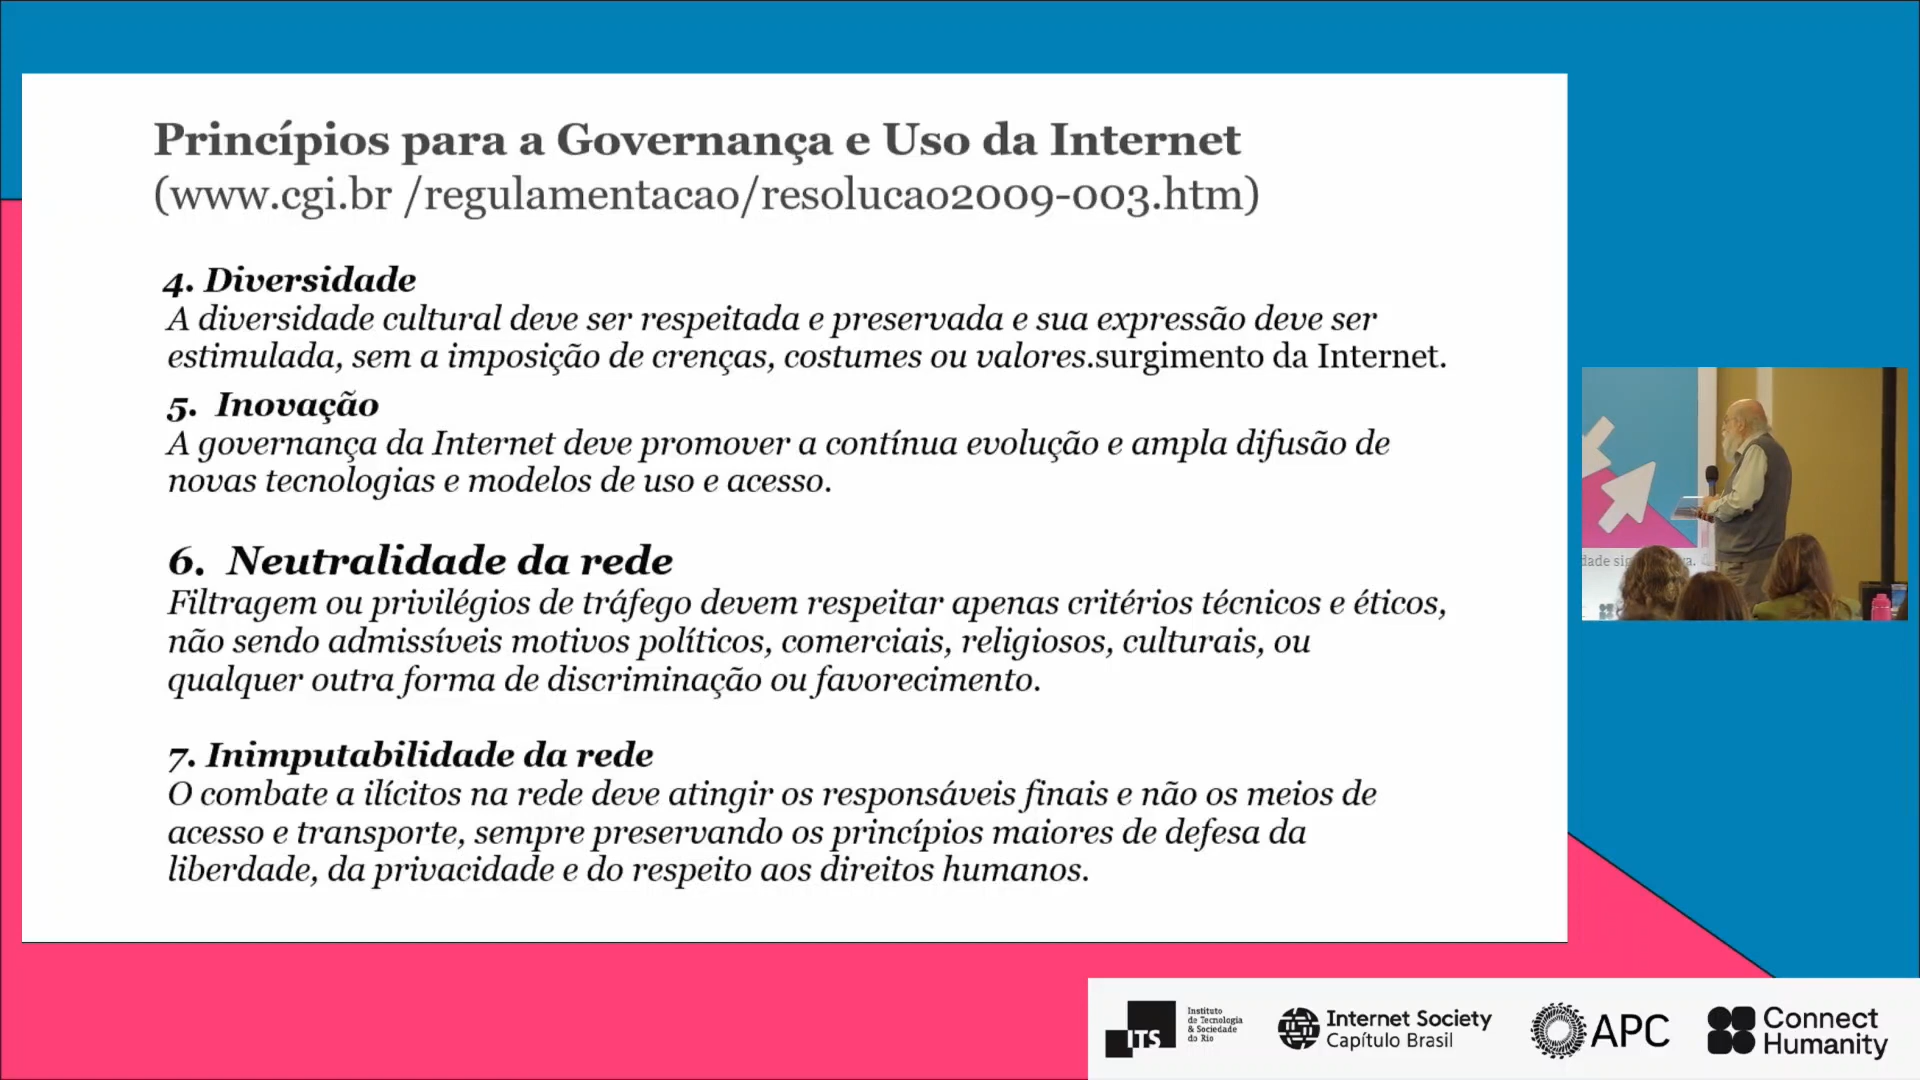 Princípios para a Governança e Uso da Internet
(www.cgi.br /regulamentacao/resolucao2009-003.htm)
4. Diversidade
A diversidade cultural deve ser respeitada e preservada e sua expressão deve ser
estimulada, sem a imposição de crenças, costumes ou valores.surgimento da Internet.
5. Inovação
A governança da Internet deve promover a contínua evolução e ampla difusão de
novas tecnologias e modelos de uso e acesso.
6. Neutralidade da rede
Filtragem ou privilégios de tráfego devem respeitar apenas critérios técnicos e éticos,
não sendo admissíveis motivos políticos, comerciais, religiosos, culturais, ou
qualquer outra forma de discriminação ou favorecimento.
7. Inimputabilidade da rede
O combate a ilícitos na rede deve atingir os responsáveis finais e não os meios de
acesso e transporte, sempre preservando os princípios maiores de defesa da
liberdade, da privacidade e do respeito aos direitos humanos.
ITS
Instituto
de Tecnologia
& Sociedade
do Rio
Internet Society
Capítulo Brasil
APC
Connect
Humanity